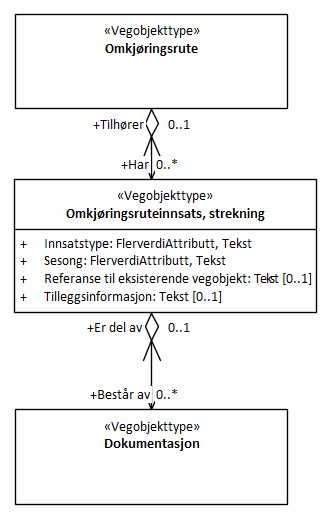 «Vegobjekttype»
Omkjøringsrute
+Tilhører 0..1
+Har 0..*
«Vegobjekttype»
Omkjøringsruteinnsats, strekning
+ Innsatstype: FlerverdiAttributt, Tekst
+ Sesong: FlerverdiAttributt, Tekst
+ Referanse til eksisterende vegobjekt: Tekst [0..1]
+ Tilleggsinformasjon: Tekst [0..1]
+Er del av 0..1
+Består av 0..*
«Vegobjekttype»
Dokumentasjon